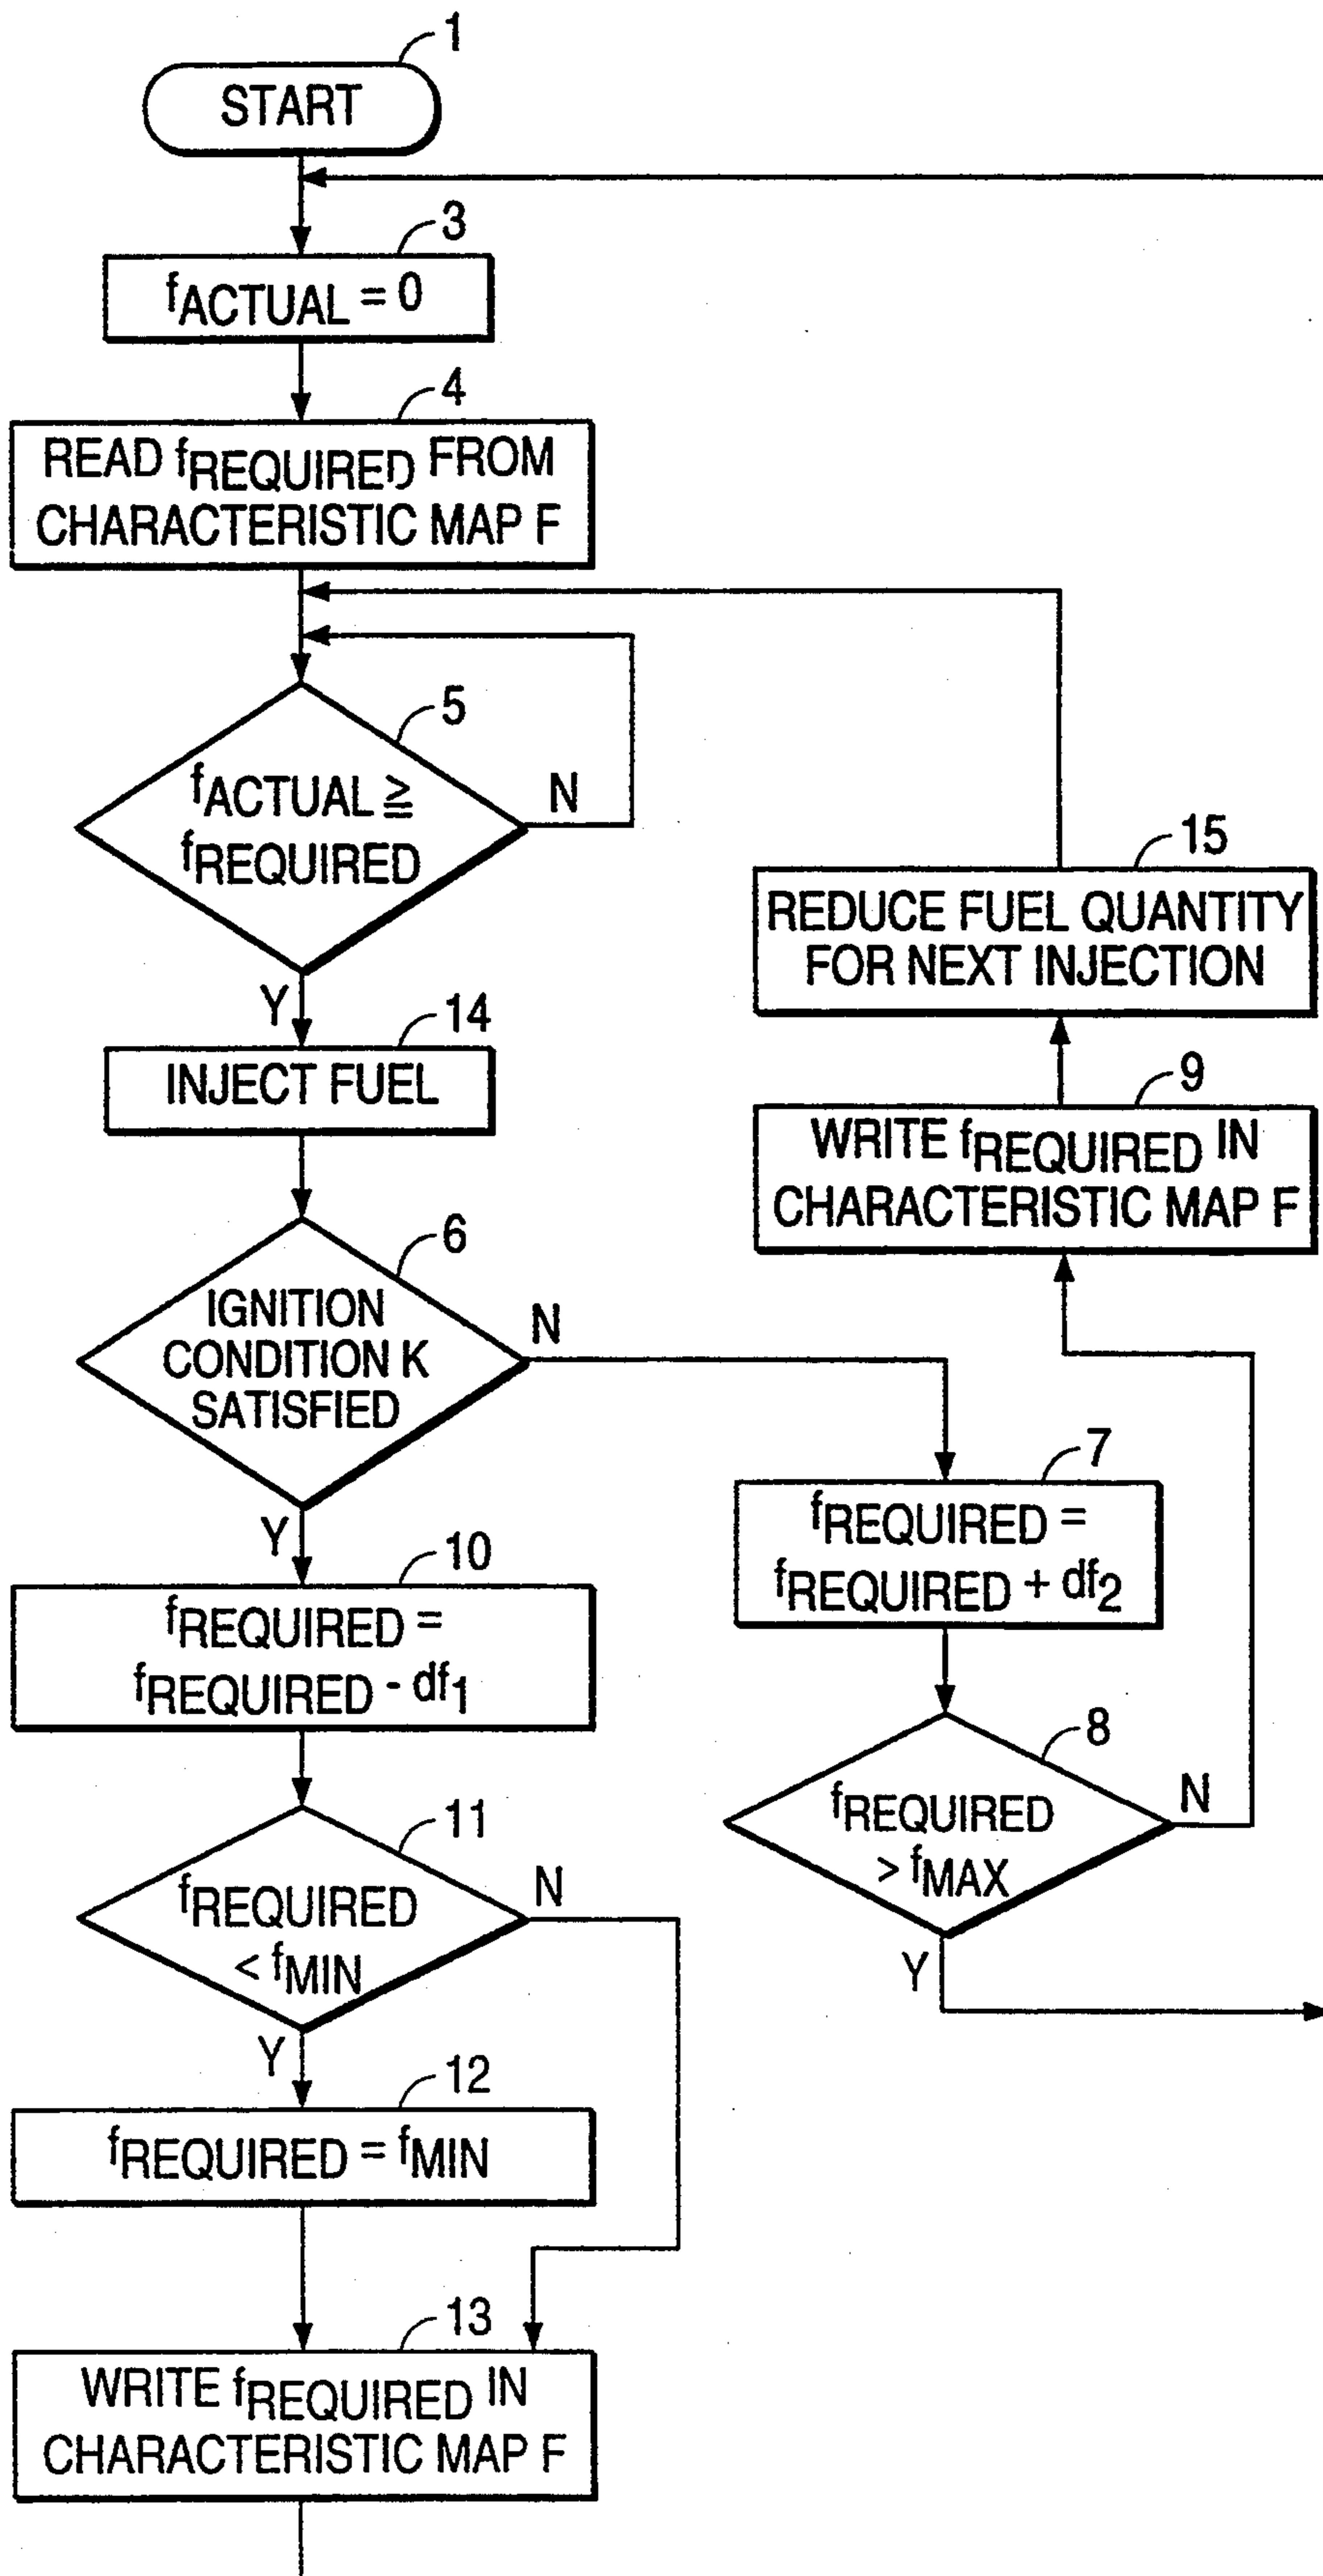 1
START
3
fACTUAL = 0
4
READ fREQUIRED FROM
CHARACTERISTIC MAP F
5
fACTUAL ≧
fREQUIRED
N
Y
14
INJECT FUEL
6
IGNITION
CONDITION K
SATISFIED
N
Y
10
fREQUIRED =
fREQUIRED - df1
11
fREQUIRED
< fMIN
N
Y
12
fREQUIRED = fMIN
13
WRITE fREQUIRED IN
CHARACTERISTIC MAP F
15
REDUCE FUEL QUANTITY
FOR NEXT INJECTION
9
WRITE fREQUIRED IN
CHARACTERISTIC MAP F
7
fREQUIRED =
fREQUIRED + df2
8
fREQUIRED
> fMAX
N
Y